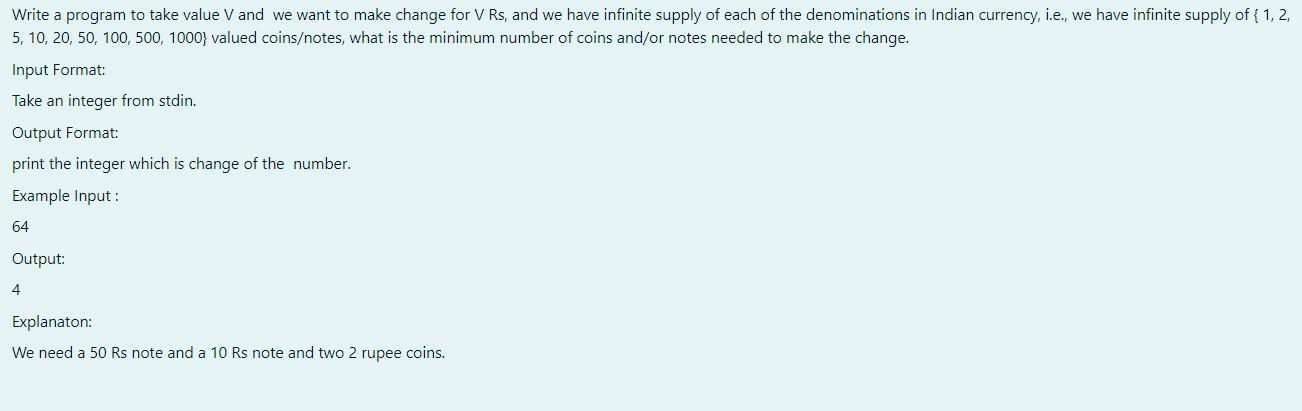 Write a program to take value V and  we want to make change for V Rs, and we have infinite supply of each of the denominations in Indian currency, i.e., we have infinite supply of { 1, 2,
5, 10, 20, 50, 100, 500, 1000} valued coins/notes, what is the minimum number of coins and/or notes needed to make the change.
Input Format:
Take an integer from stdin.
Output Format:
print the integer which is change of the  number.
Example Input :
64
Output:
4
Explanaton:
We need a 50 Rs note and a 10 Rs note and two 2 rupee coins.